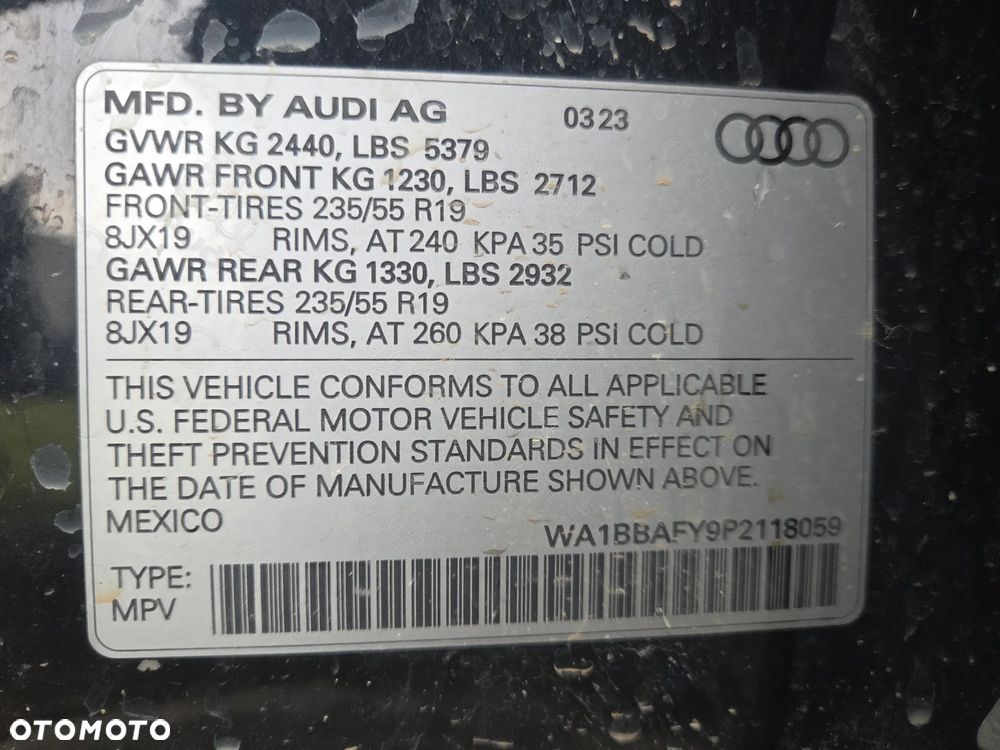 MFD. BY AUDI AG 0323
GVWR KG 2440, LBS 5379
GAWR FRONT KG 1230, LBS 2712
FRONT-TIRES 235/55 R19
8JX19 RIMS, AT 240 KPA 35 PSI COLD
GAWR REAR KG 1330, LBS 2932
REAR-TIRES 235/55 R19
8JX19 RIMS, AT 260 KPA 38 PSI COLD
THIS VEHICLE CONFORMS TO ALL APPLICABLE
U.S. FEDERAL MOTOR VEHICLE SAFETY AND
THEFT PREVENTION STANDARDS IN EFFECT ON
THE DATE OF MANUFACTURE SHOWN ABOVE.
MEXICO WA1BBAFY9P2118059
TYPE:
MPV
OTOMOTO